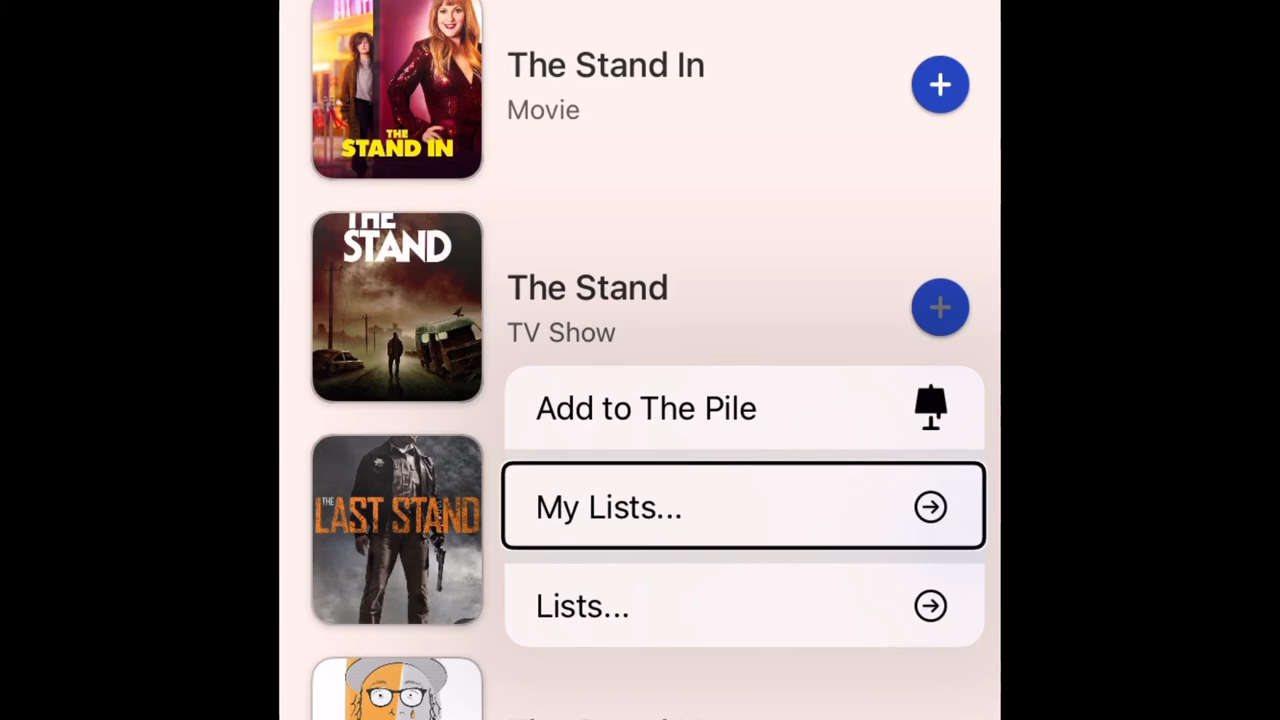 The Stand In
Movie
THE
STAND IN
THE
STAND
The Stand
TV Show
Add to The Pile
THE
LAST STAND
My Lists...
Lists...